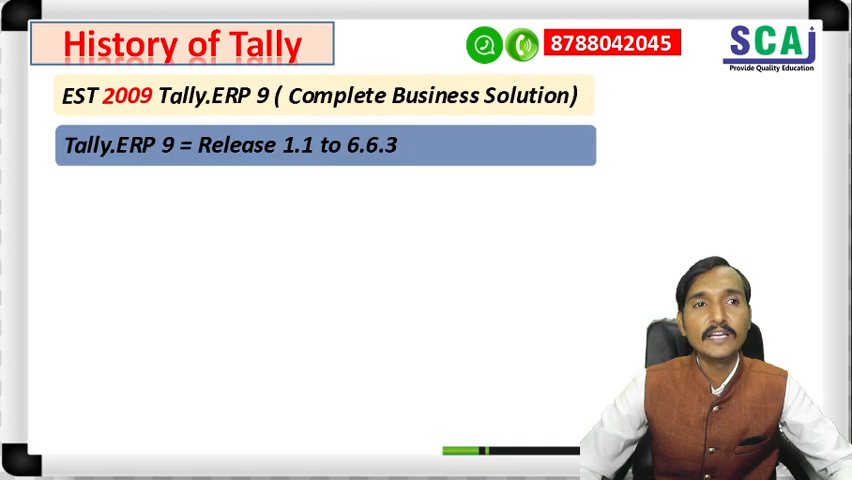 History of Tally
8788042045
SCAJ
Provide Quality Education
EST 2009 Tally.ERP 9 ( Complete Business Solution)
Tally.ERP 9 = Release 1.1 to 6.6.3